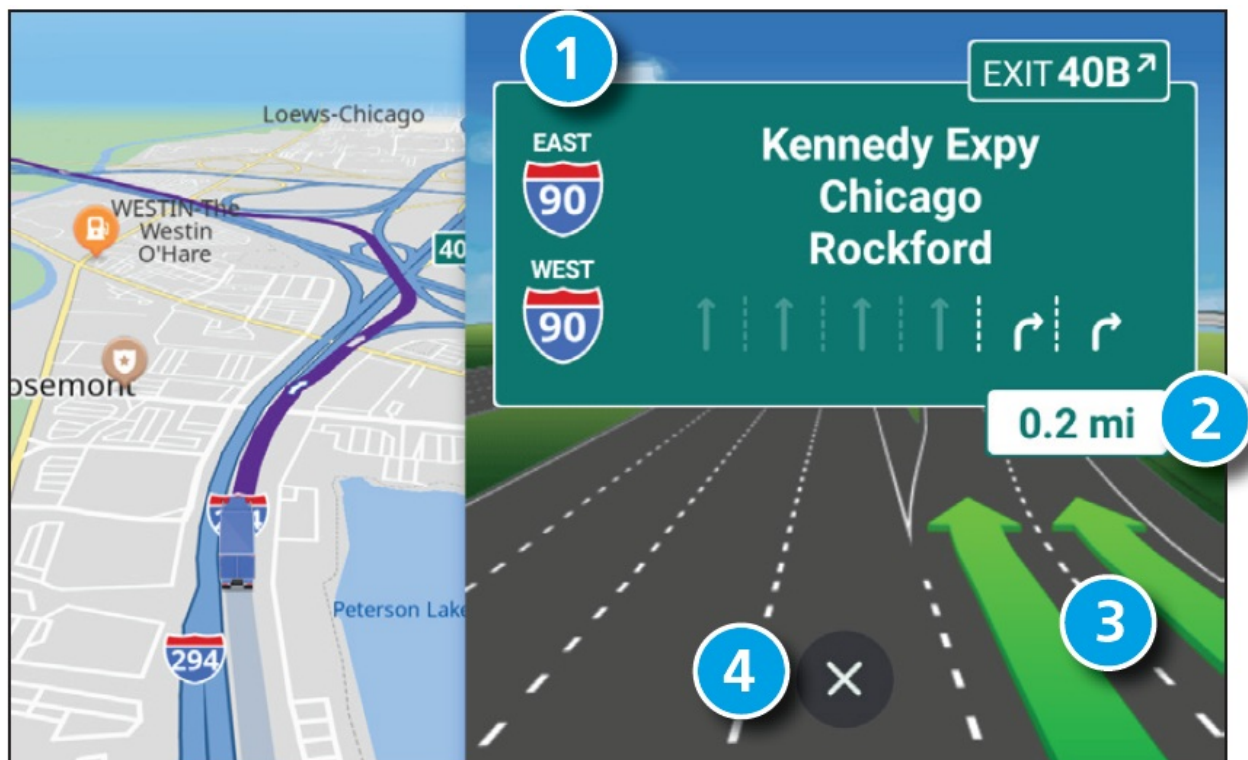 Loews-Chicago
WESTIN-The
Westin
O'Hare
40
osemont
Peterson Lake
294
1
EXIT 40B
EAST
90
WEST
90
Kennedy Expy
Chicago
Rockford
0.2 mi
2
3
4